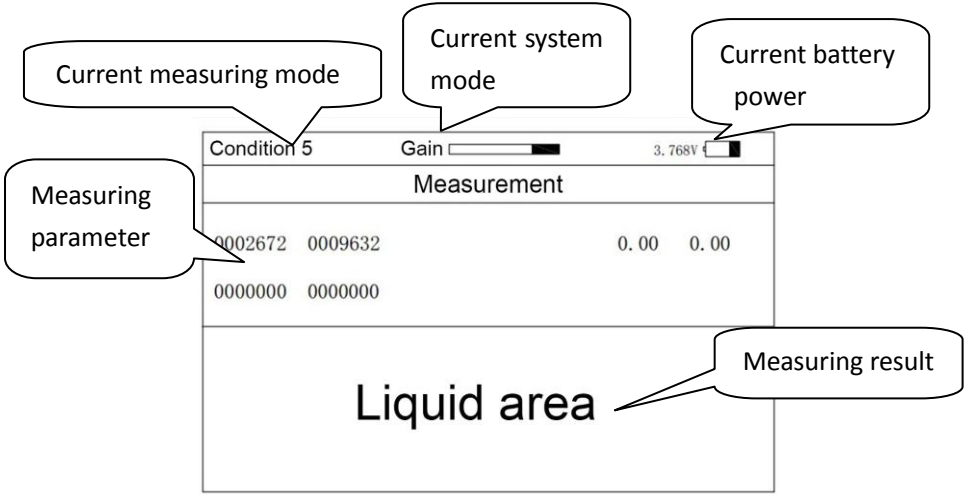 Current measuring mode
Current system
mode
Current battery
power
Condition 5
Gain
3.768V
Measurement
Measuring
parameter
0002672 0009632 0.00 0.00
0000000 0000000
Measuring result
Liquid area